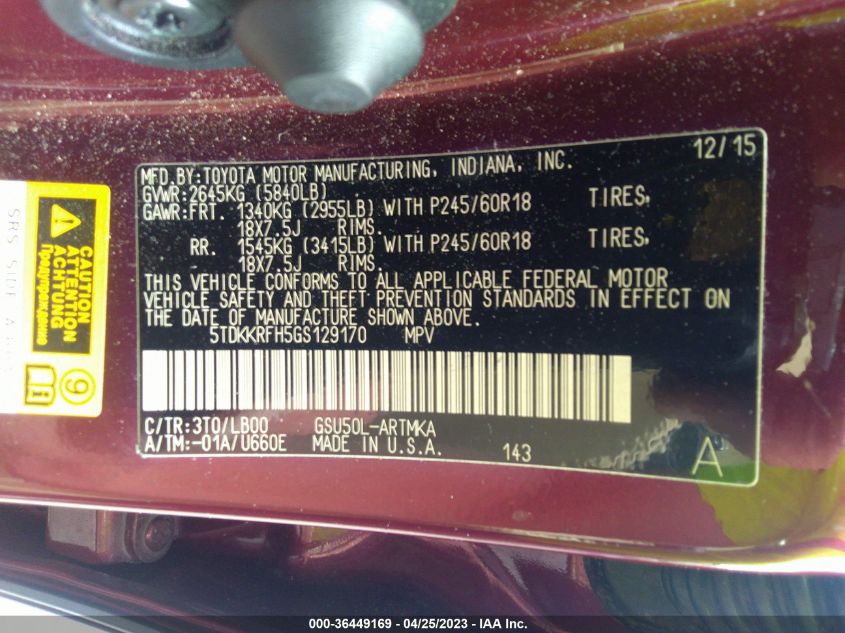 MFD.BY:TOYOTA MOTOR MANUFACTURING, INDIANA, INC. 12/15
GVWR:2645KG (5840LB)
GAWR:FRT. 1340KG (2955LB) WITH P245/60R18 TIRES,
18X7.5J RIMS.
RR. 1545KG (3415LB) WITH P245/60R18 TIRES,
18X7.5J RIMS.
THIS VEHICLE CONFORMS TO ALL APPLICABLE FEDERAL MOTOR
VEHICLE SAFETY AND THEFT PREVENTION STANDARDS IN EFFECT ON
THE DATE OF MANUFACTURE SHOWN ABOVE.
5TDKKRFH5GS129170 MPV
C/TR:3T0/LB00 GSU50L-ARTMKA
A/TM:-01A/U660E MADE IN U.S.A. 143 A
SRS SIDE
CAUTION
ATTENTION
ACHTUNG
Предупреждение
9
i
000-36449169 - 04/25/2023 - IAA Inc.